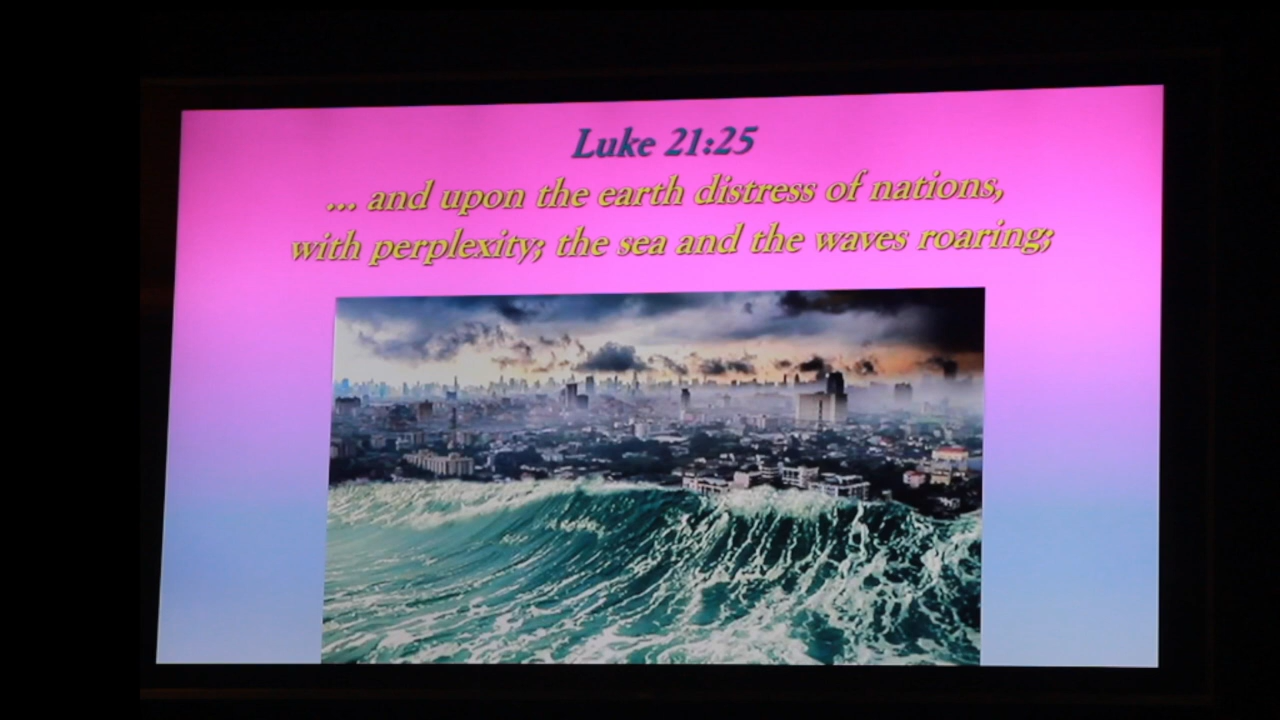 Luke 21:25
... and upon the earth distress of nations,
with perplexity; the sea and the waves roaring;